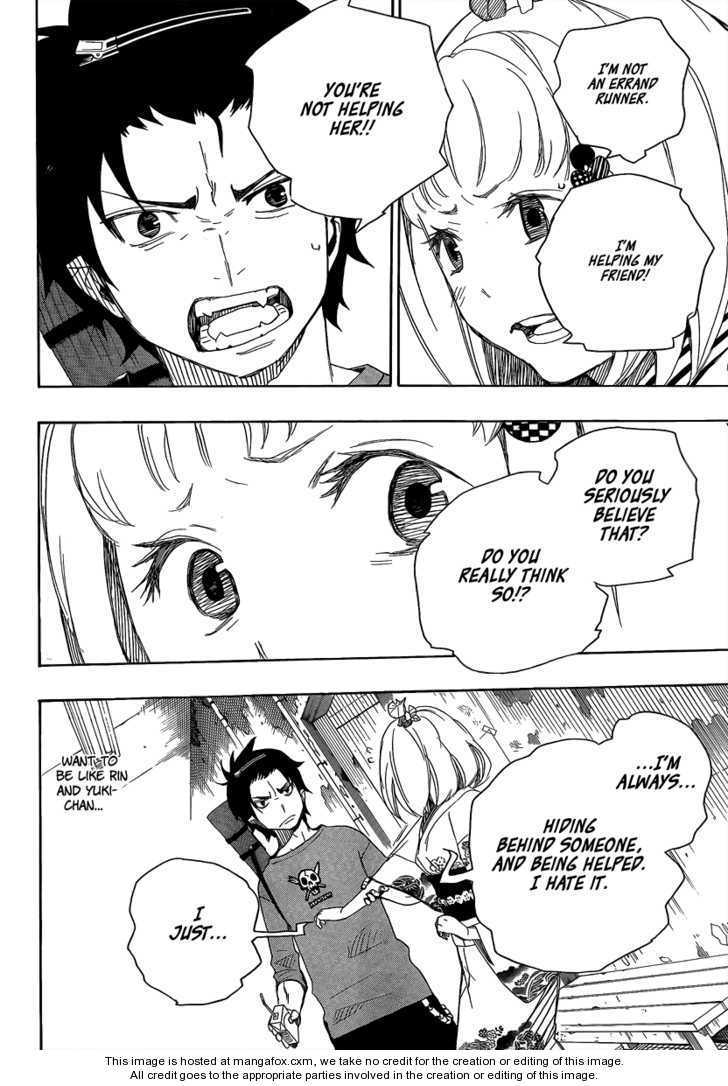 I'M NOT
AN ERRAND
RUNNER.
I'M
HELPING MY
FRIEND!
YOU'RE
NOT HELPING
HER!!
DO YOU
SERIOUSLY
BELIEVE
THAT?
DO YOU
REALLY THINK
SO!?
...I'M
ALWAYS...
HIDING
BEHIND SOMEONE,
AND BEING HELPED.
I HATE IT.
I
JUST...
WANT TO
BE LIKE RIN
AND YUKI-
CHAN...
This image is hosted at mangafox.cxm, we take no credit for the creation or editing of this image.
All credit goes to the appropriate parties involved in the creation or editing of this image.